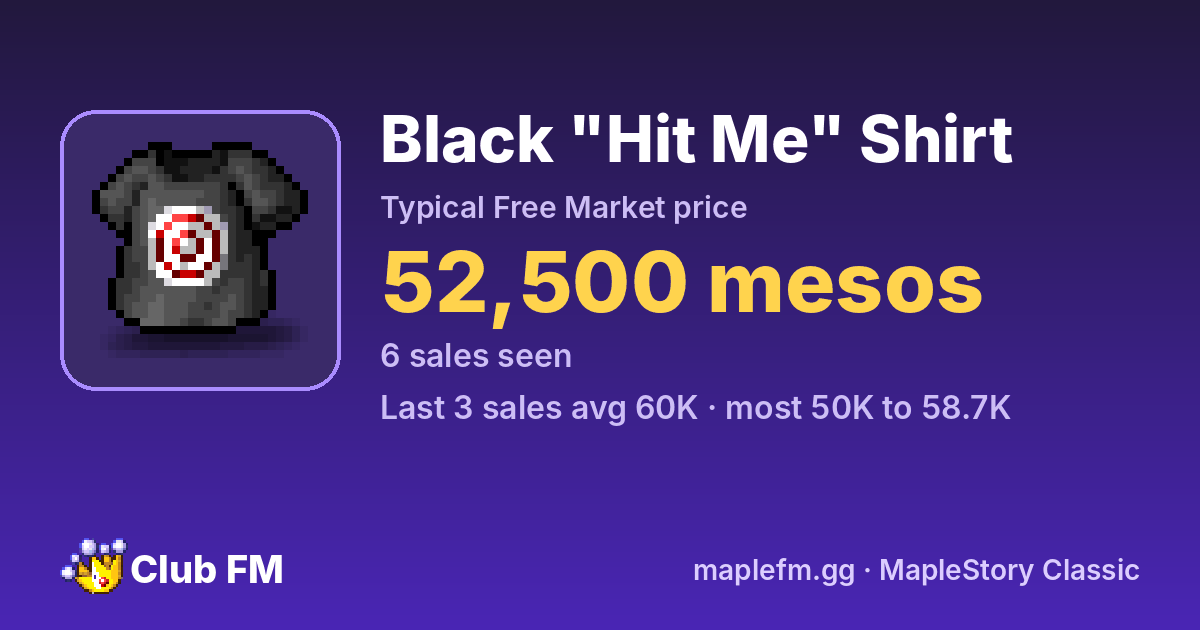 Black "Hit Me" Shirt
Typical Free Market price
52,500 mesos
6 sales seen
Last 3 sales avg 60K · most 50K to 58.7K
Club FM
maplefm.gg · MapleStory Classic